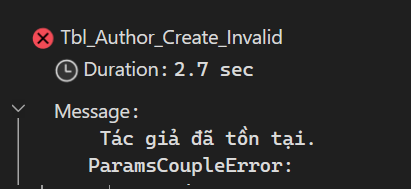 Tbl_Author_Create_Invalid
Duration: 2.7 sec
Message:
Tác giả đã tồn tại.
ParamsCoupleError: